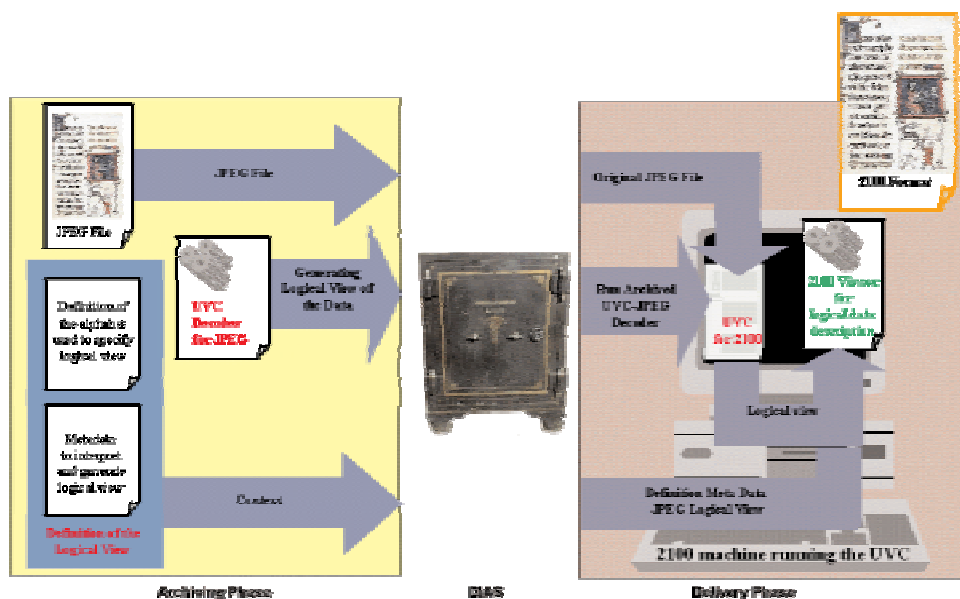 JPEG File
JPEG File
Definition of
the alphabet
used to specify
logical view
UVC
Decoder
for JPEG
Generating
Logical View of
the Data
Metadata
to interpret
and generate
logical view
Definition of the
Logical View
Context
Original JPEG File
Run Archived
UVC-JPEG
Decoder
UVC
for 2100
2100 Viewer
for
logical data
description
2100 Format
Logical view
Definition Meta Data
JPEG Logical View
2100 machine running the UVC
Archiving Phase
DIAS
Delivery Phase